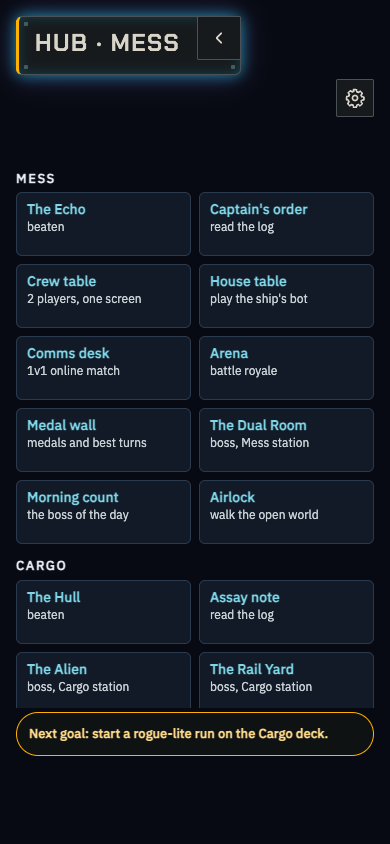 HUB · MESS
MESS
The Echo
beaten
Captain's order
read the log
Crew table
2 players, one screen
House table
play the ship's bot
Comms desk
1v1 online match
Arena
battle royale
Medal wall
medals and best turns
The Dual Room
boss, Mess station
Morning count
the boss of the day
Airlock
walk the open world
CARGO
The Hull
beaten
Assay note
read the log
The Alien
boss, Cargo station
The Rail Yard
boss, Cargo station
Next goal: start a rogue-lite run on the Cargo deck.